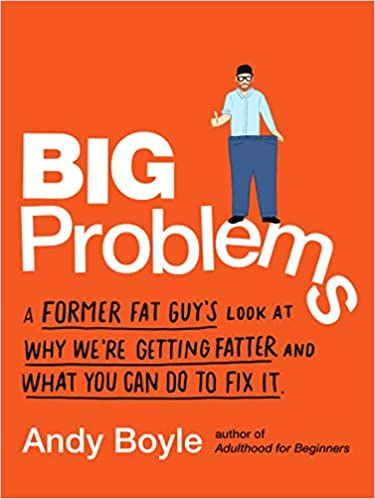 BIG
Problems
A FORMER FAT GUY'S LOOK AT
WHY WE'RE GETTING FATTER AND
WHAT YOU CAN DO TO FIX IT.
Andy Boyle
author of
Adulthood for Beginners